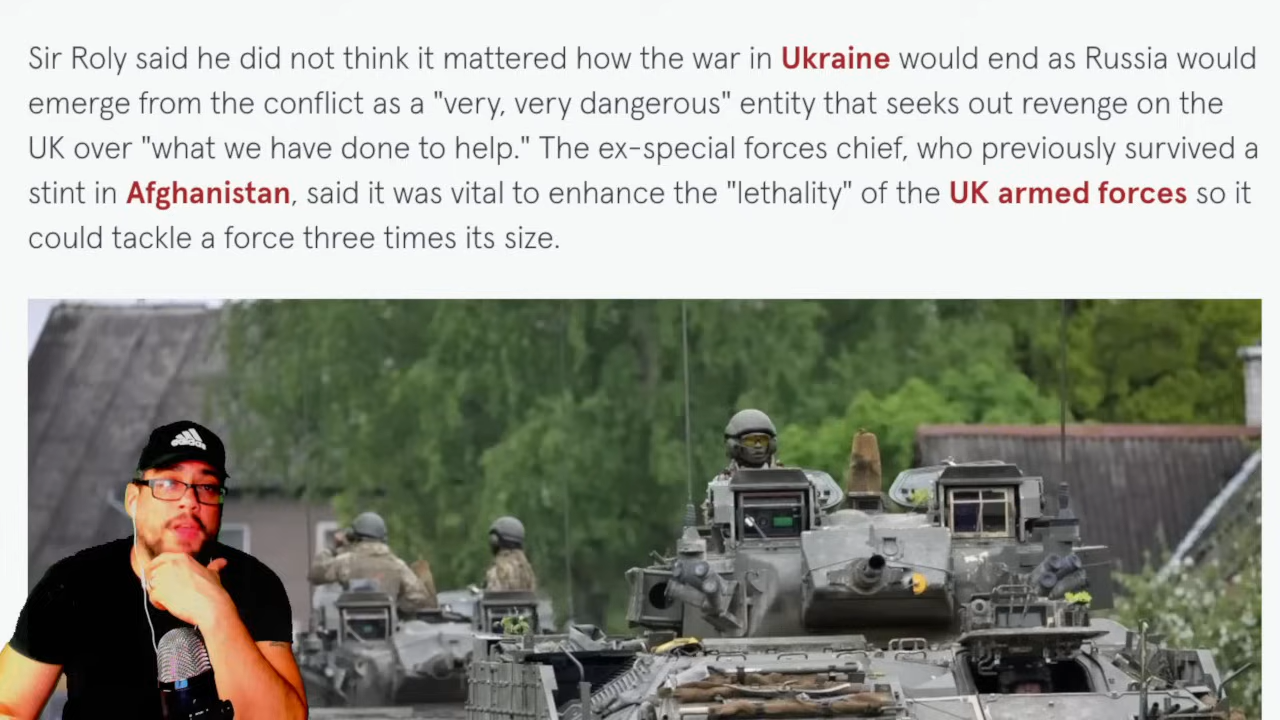 Sir Roly said he did not think it mattered how the war in Ukraine would end as Russia would
emerge from the conflict as a "very, very dangerous" entity that seeks out revenge on the
UK over "what we have done to help." The ex-special forces chief, who previously survived a
stint in Afghanistan, said it was vital to enhance the "lethality" of the UK armed forces so it
could tackle a force three times its size.
adidas